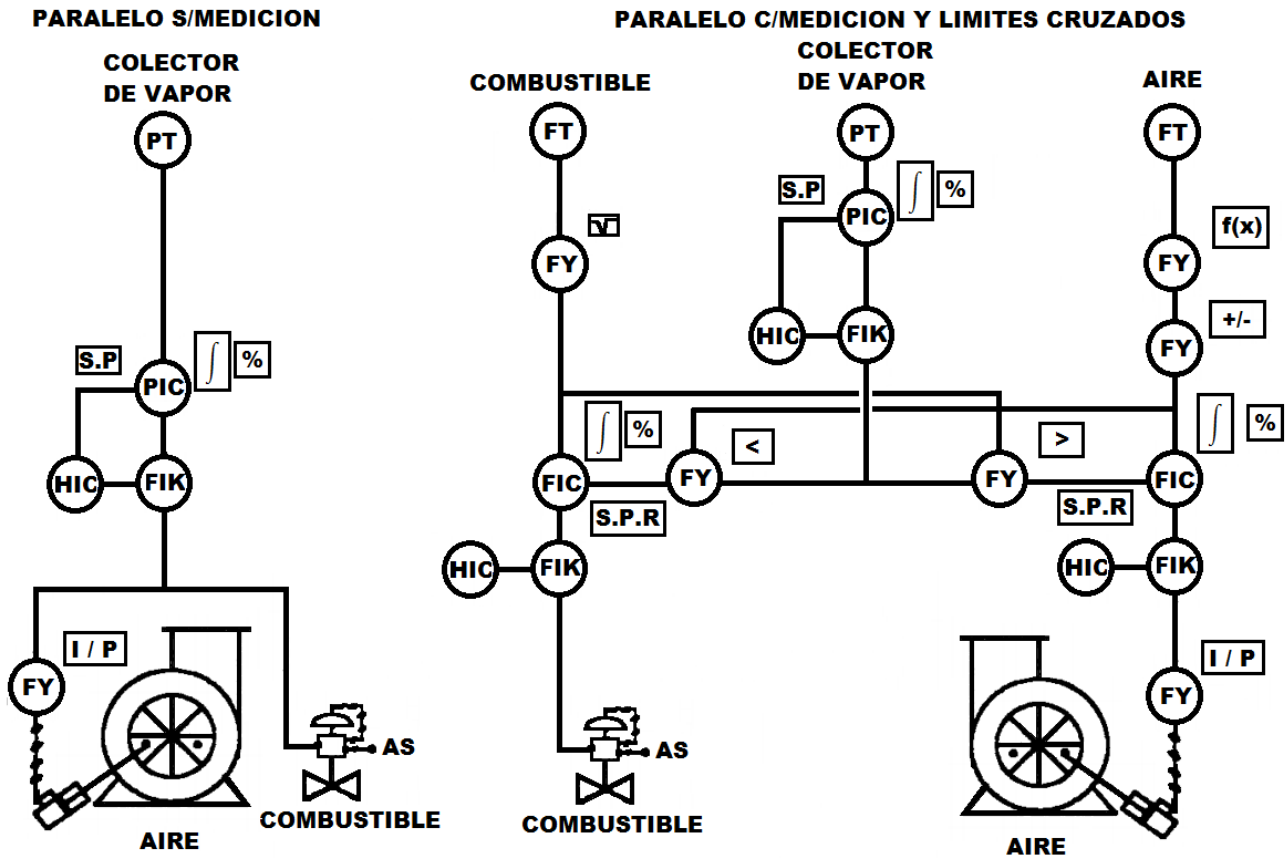 PARALELO S/MEDICION
COLECTOR
DE VAPOR
PT
S.P
∫
%
PIC
HIC
FIK
I / P
FY
AS
COMBUSTIBLE
AIRE
PARALELO C/MEDICION Y LIMITES CRUZADOS
COMBUSTIBLE
COLECTOR
DE VAPOR
AIRE
FT
PT
FT
S.P
∫
%
PIC
√
f(x)
FY
FY
+/-
HIC
FIK
FY
∫
%
<
>
∫
%
FIC
FY
FY
FIC
S.P.R
S.P.R
HIC
FIK
HIC
FIK
I / P
FY
AS
COMBUSTIBLE
AIRE